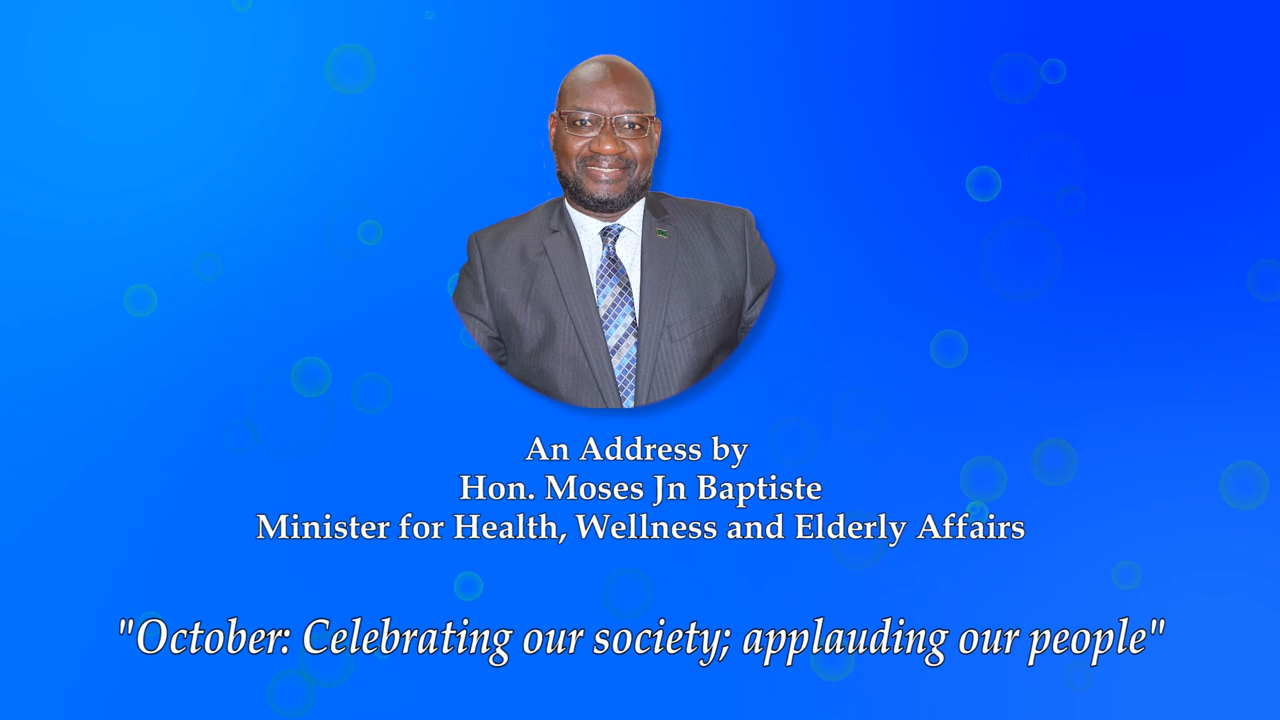 An Address by
Hon. Moses Jn Baptiste
Minister for Health, Wellness and Elderly Affairs
"October: Celebrating our society; applauding our people"